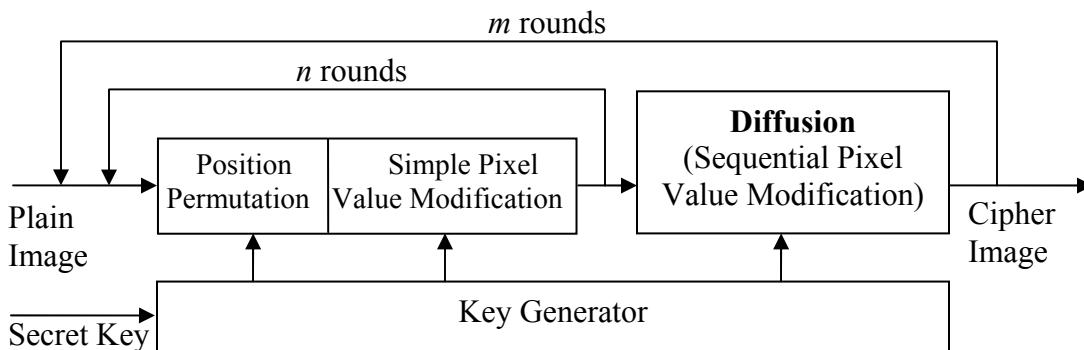 m rounds
n rounds
Diffusion
(Sequential Pixel
Value Modification)
Position
Permutation
Simple Pixel
Value Modification
Plain
Image
Cipher
Image
Key Generator
Secret Key